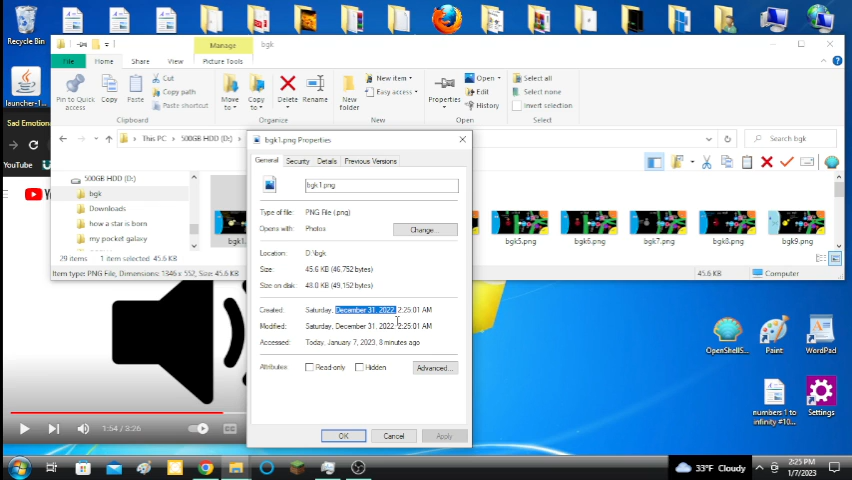 Manage
bgk
File
Home
Share
View
Picture Tools
Pin to Quick access
Copy
Paste
Cut
Copy path
Paste shortcut
Clipboard
Move to
Copy to
Delete
Rename
Organize
New folder
New item
Easy access
New
Properties
Open
Edit
History
Open
Select all
Select none
Invert selection
Select
Recycle Bin
launcher-1...
Sad Emotiona
YouTube
This PC
500GB-HDD (D:)
Search bgk
500GB-HDD (D:)
bgk
Downloads
how a star is born
my pocket galaxy
29 items
1 item selected 45.6 KB
Item type: PNG File, Dimensions: 1346 x 552, Size: 45.6 KB
bgk1.
bgk5.png
bgk6.png
bgk7.png
bgk8.png
bgk9.png
45.6 KB
Computer
bgk1.png Properties
General
Security
Details
Previous Versions
bgk1.png
Type of file:
PNG File (.png)
Opens with:
Photos
Change...
Location:
D:\bgk
Size:
45.6 KB (46,752 bytes)
Size on disk:
48.0 KB (49,152 bytes)
Created:
Saturday, December 31, 2022, 2:25:01 AM
Modified:
Saturday, December 31, 2022, 2:25:01 AM
Accessed:
Today, January 7, 2023, 8 minutes ago
Attributes:
Read-only
Hidden
Advanced...
OK
Cancel
Apply
1:54 / 3:26
OpenShellS...
Paint
WordPad
numbers 1 to infinity #10...
Settings
33°F Cloudy
2:25 PM
1/7/2023